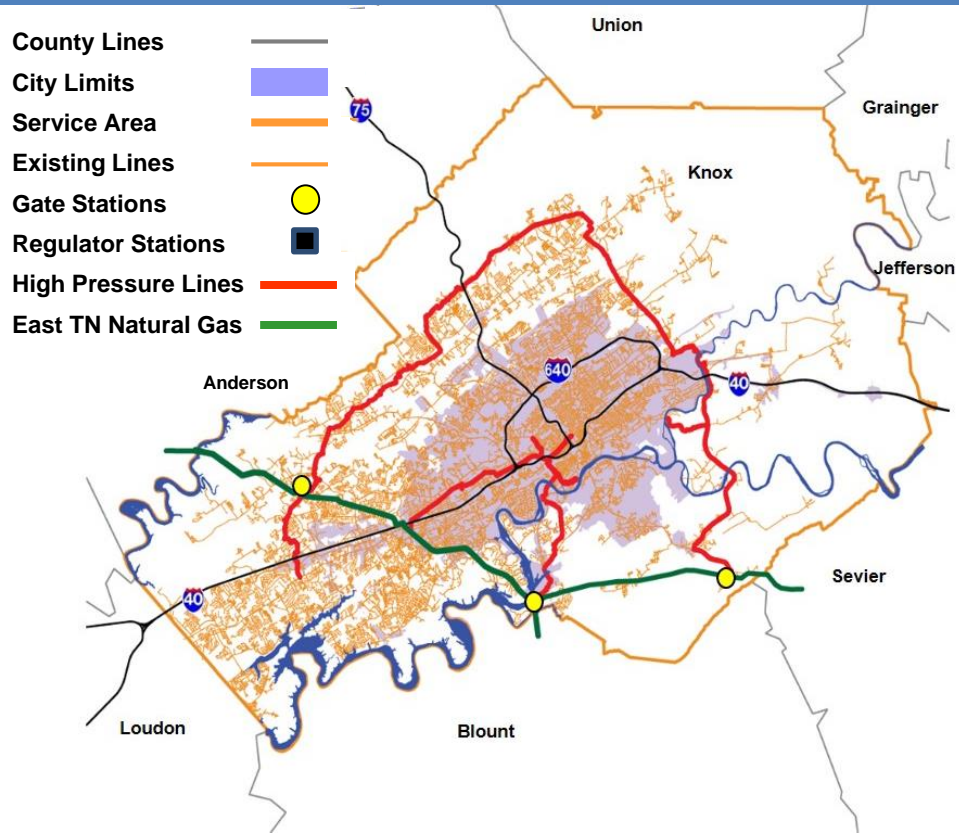 County Lines
City Limits
Service Area
Existing Lines
Gate Stations
Regulator Stations
High Pressure Lines
East TN Natural Gas
Union
75
Grainger
Knox
Jefferson
640
40
Anderson
Sevier
40
Loudon
Blount